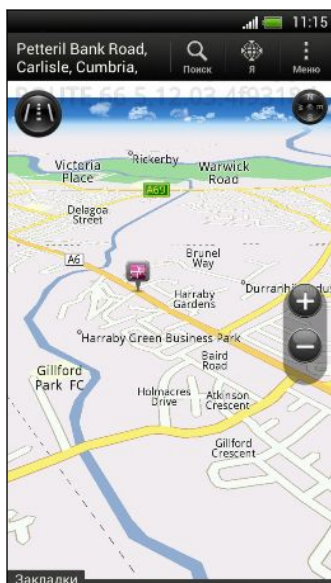 11:15
Petteril Bank Road,
Carlisle, Cumbria,
Поиск
Я
Меню
N
Victoria
Place
Rickerby
Warwick
Road
A69
Delagoa
Street
A6
Brunel
Way
Harraby
Gardens
Harraby Green Business Park
Baird
Road
Gillford
Park FC
Holmacres
Drive
Atkinson
Crescent
Gillford
Crescent
Закладки